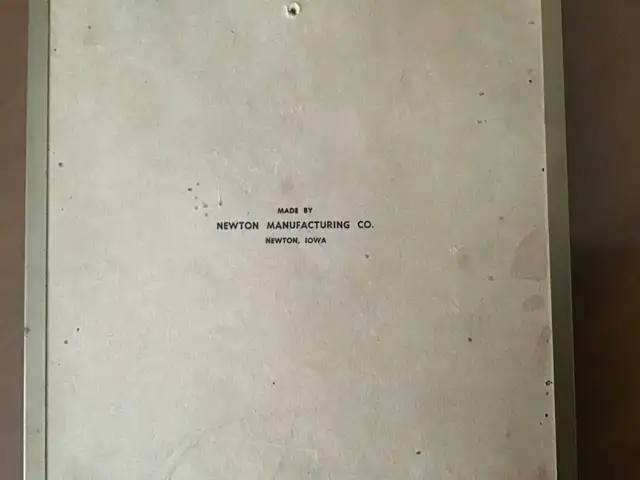 MADE BY
NEWTON MANUFACTURING CO.
NEWTON, IOWA